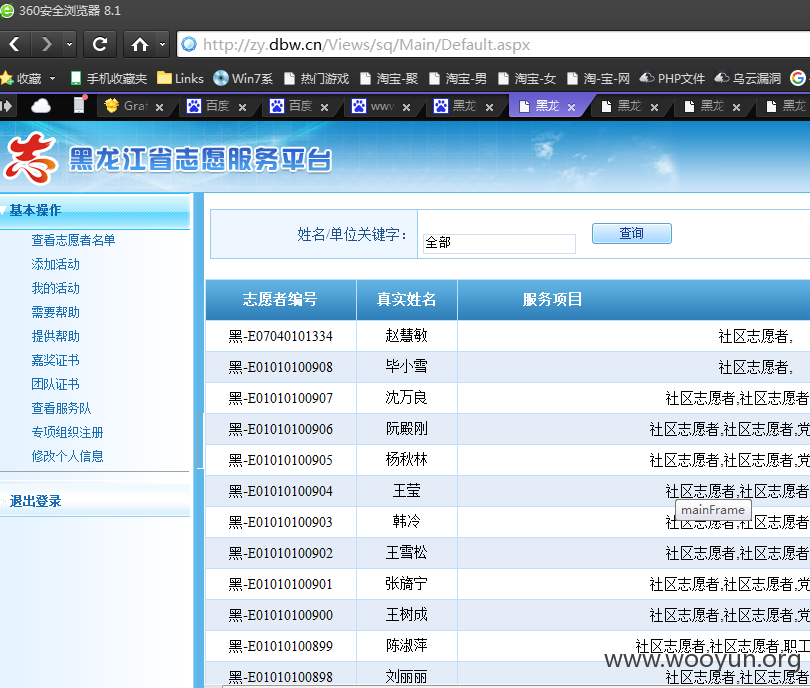 360安全浏览器 8.1
http://zy.dbw.cn/Views/sq/Main/Default.aspx
收藏 手机收藏夹 Links Win7系 热门游戏 淘宝-聚 淘宝-男 淘宝-女 淘-宝-网 PHP文件 乌云漏洞
Graf 百度 百度 www 黑龙 黑龙 黑龙 黑龙 黑龙
黑龙江省志愿服务平台
基本操作
查看志愿者名单
添加活动
我的活动
需要帮助
提供帮助
嘉奖证书
团队证书
查看服务队
专项组织注册
修改个人信息
退出登录
姓名/单位关键字: 全部 查询
志愿者编号 真实姓名 服务项目
黑-E07040101334 赵慧敏 社区志愿者,
黑-E01010100908 毕小雪 社区志愿者,
黑-E01010100907 沈万良 社区志愿者,社区志愿者
黑-E01010100906 阮殿刚 社区志愿者,社区志愿者,党
黑-E01010100905 杨秋林 社区志愿者,社区志愿者,党
黑-E01010100904 王莹 社区志愿者,社区志愿者
mainFrame
黑-E01010100903 韩冷 社区志愿者,社区志愿者
黑-E01010100902 王雪松 社区志愿者,社区志愿者
黑-E01010100901 张旖宁 社区志愿者,社区志愿者,党
黑-E01010100900 王树成 社区志愿者,社区志愿者,党
黑-E01010100899 陈淑萍 社区志愿者,社区志愿者,职工
www.wooyun.org
黑-E01010100898 刘丽丽 社区志愿者,社区志愿者